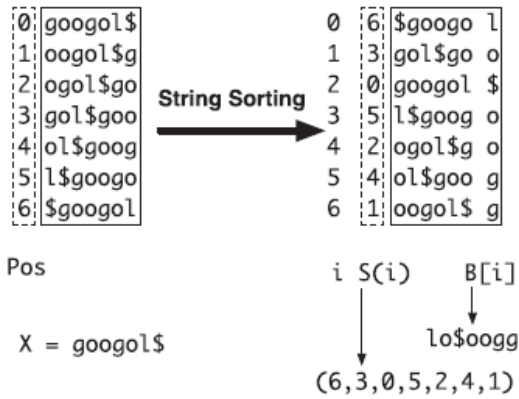 0 googol$ 0 6 $googo l
1 oogol$g 1 3 gol$go o
2 ogol$go 2 0 googol $
String Sorting
3 gol$goo 3 5 l$goog o
4 ol$goog 4 2 ogol$g o
5 l$googo 5 4 ol$goo g
6 $googol 6 1 oogol$ g
Pos i S(i) B[i]
X = googol$ lo$oogg
(6,3,0,5,2,4,1)